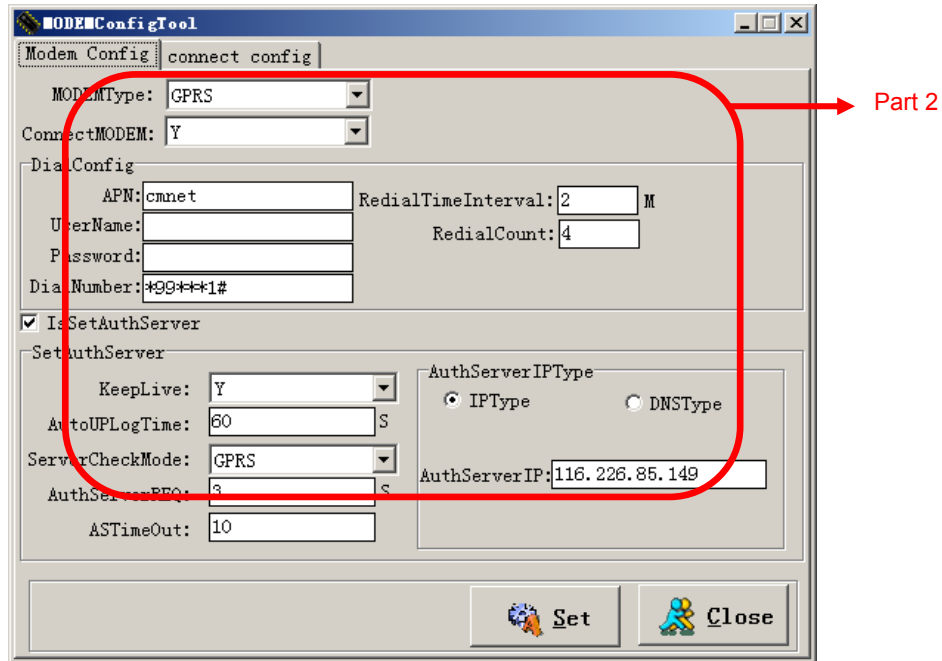 MODEMConfigTool
Modem Config connect config
MODEMType: GPRS
ConnectMODEM: Y
Part 2
DialConfig
APN: cmnet
RedialTimeInterval: 2 M
UserName:
RedialCount: 4
Password:
DialNumber: *99***1#
IsSetAuthServer
SetAuthServer
KeepLive: Y
AutoUPLogTime: 60 S
ServerCheckMode: GPRS
AuthServerREQ: 3 S
ASTimeOut: 10
AuthServerIPType
IPType DNSType
AuthServerIP: 116.226.85.149
Set Close